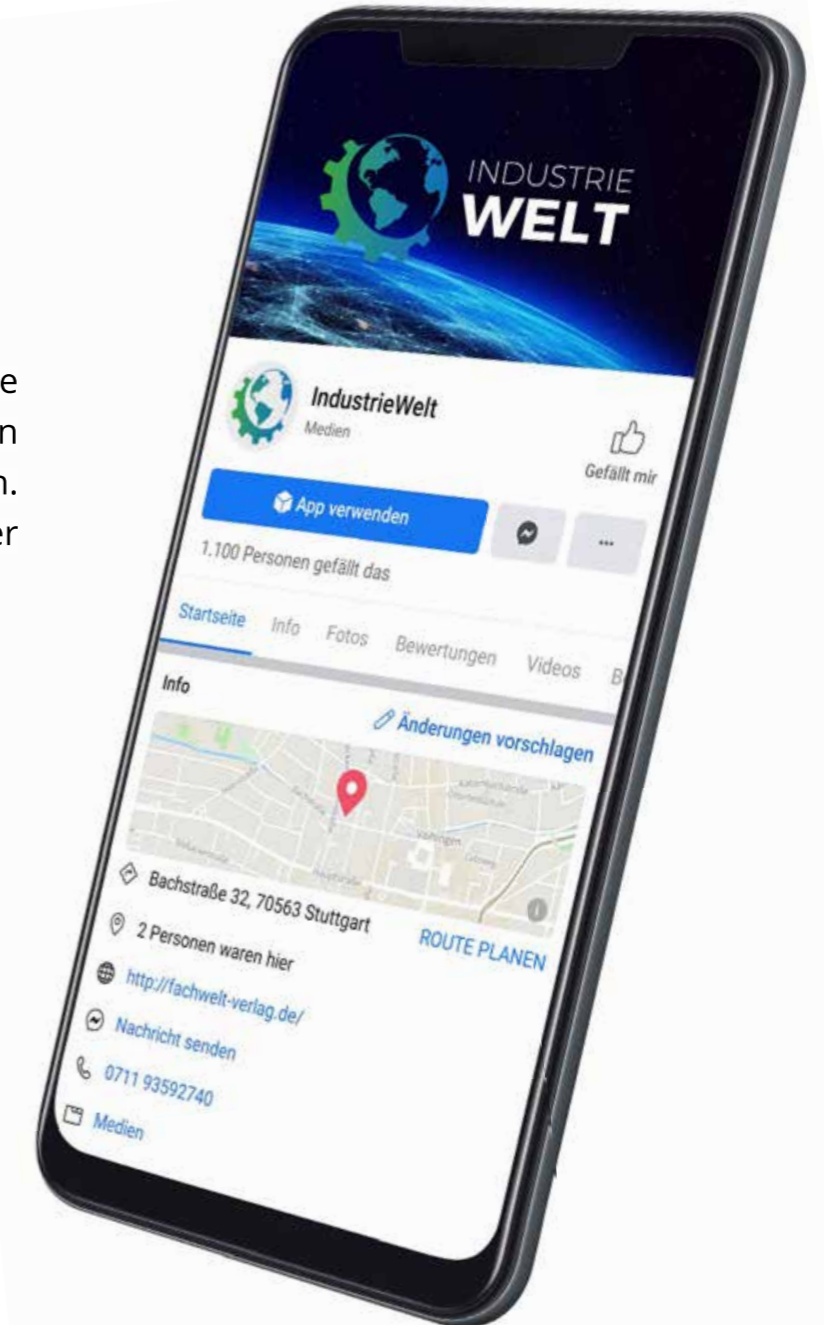 INDUSTRIE
WELT
IndustrieWelt
Medien
Gefällt mir
App verwenden
...
1.100 Personen gefällt das
Startseite Info Fotos Bewertungen Videos B
Info
Änderungen vorschlagen
Bachstraße 32, 70563 Stuttgart
ROUTE PLANEN
2 Personen waren hier
http://fachwelt-verlag.de/
Nachricht senden
0711 93592740
Medien
e
n
n.
er